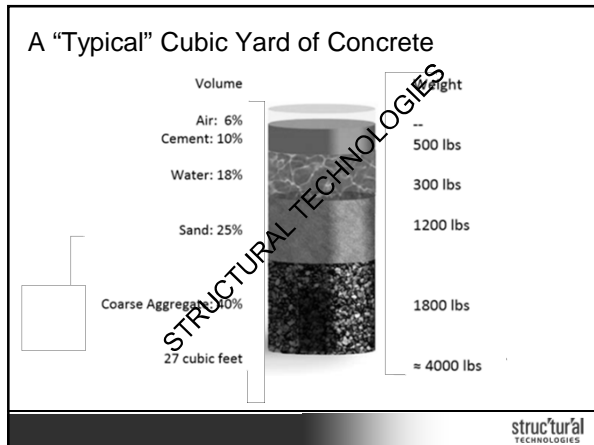 A “Typical” Cubic Yard of Concrete
Volume
Weight
Air: 6%
--
Cement: 10%
500 lbs
Water: 18%
300 lbs
Sand: 25%
1200 lbs
Coarse Aggregate: 40%
1800 lbs
27 cubic feet
≈ 4000 lbs
STRUCTURAL TECHNOLOGIES
structural
TECHNOLOGIES